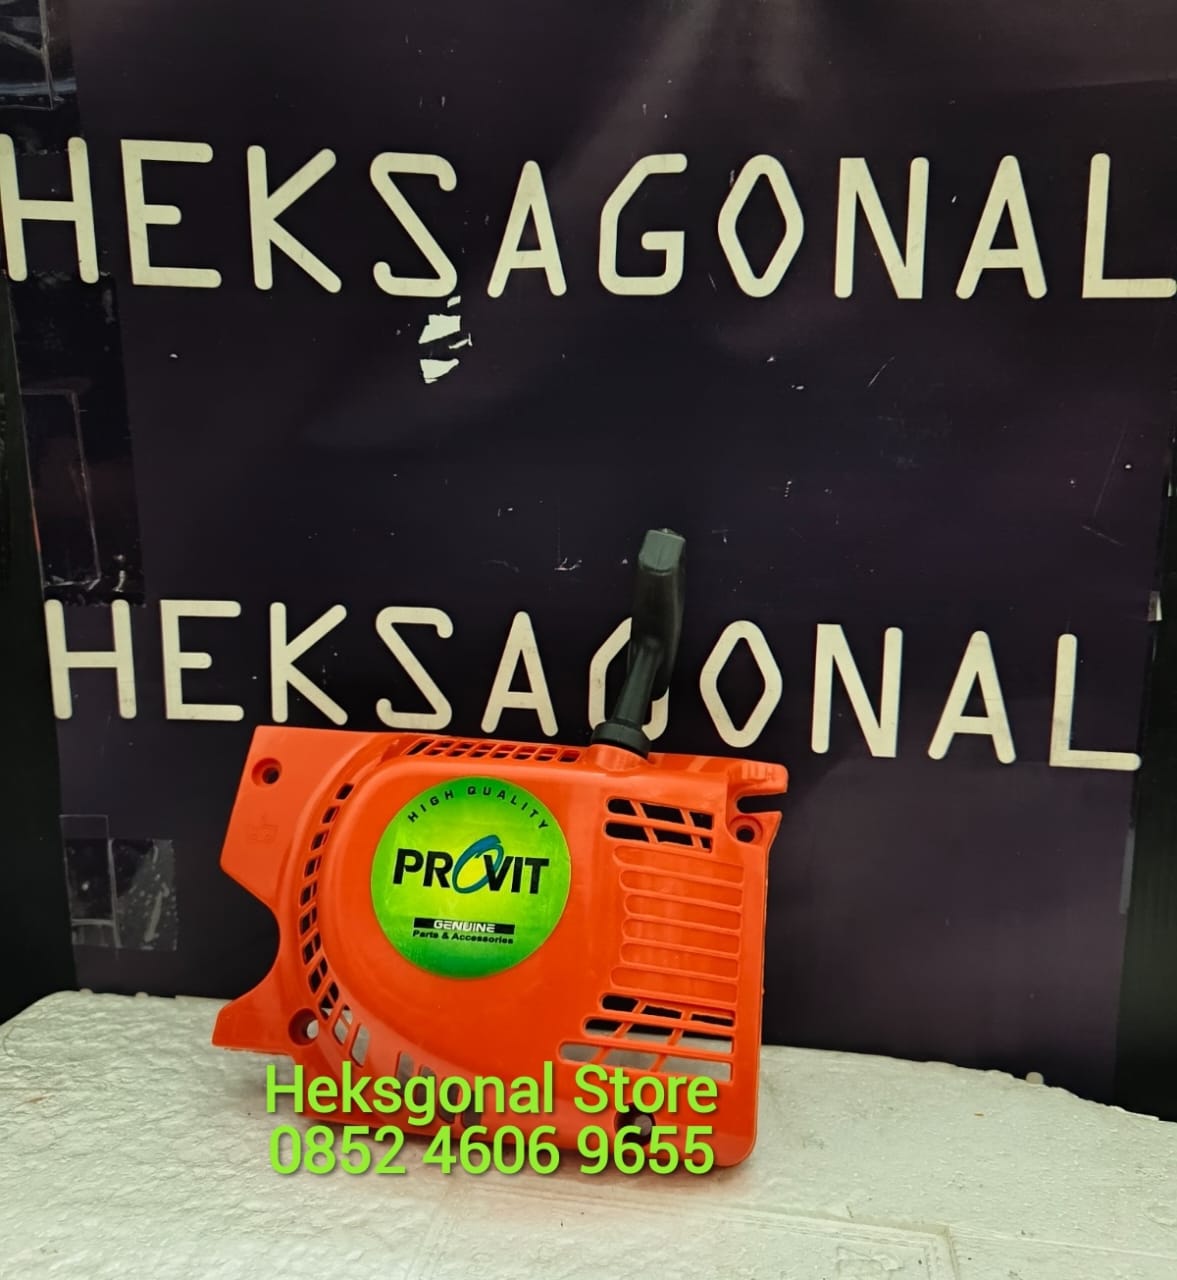 HEKSAGONAL
HEKSAGONAL
HIGH QUALITY
PROVIT
GENUINE
Parts & Accessories
Heksgonal Store
0852 4606 9655